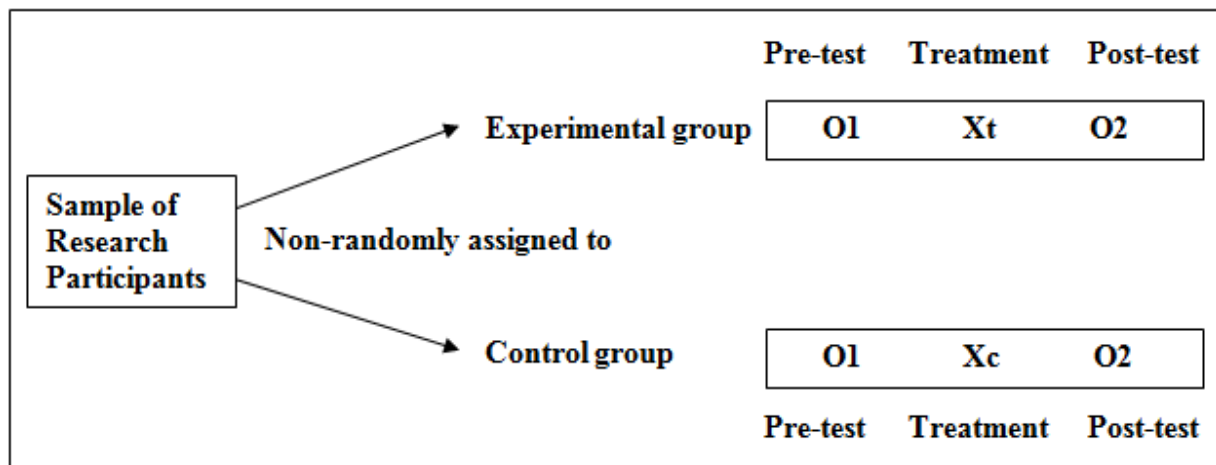 Pre-test Treatment Post-test
Experimental group O1 Xt O2
Sample of
Research
Participants
Non-randomly assigned to
Control group O1 Xc O2
Pre-test Treatment Post-test